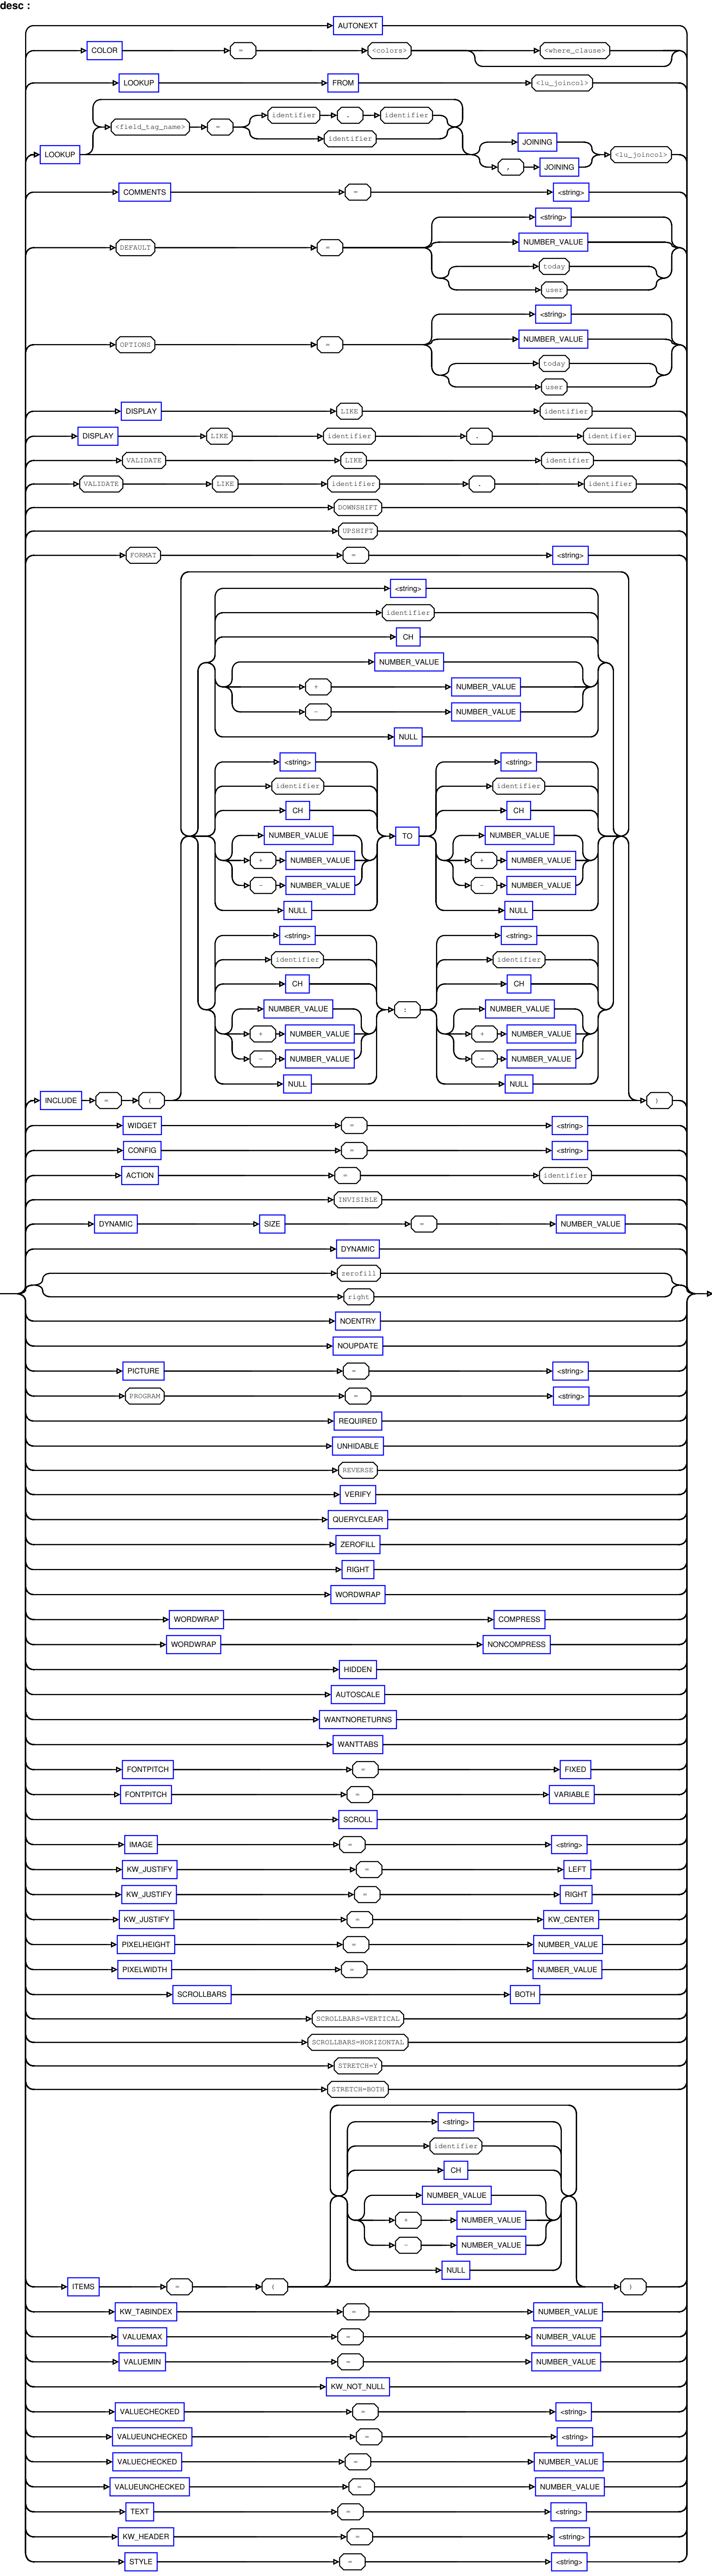 desc :
AUTONEXT
COLOR = <colors> <where_clause>
LOOKUP FROM <lu_joincol>
identifier . identifier
<field_tag_name> =
identifier
JOINING
LOOKUP <lu_joincol>
, JOINING
COMMENTS = <string>
<string>
NUMBER_VALUE
DEFAULT =
today
user
<string>
NUMBER_VALUE
OPTIONS =
today
user
DISPLAY LIKE identifier
DISPLAY LIKE identifier . identifier
VALIDATE LIKE identifier
VALIDATE LIKE identifier . identifier
DOWNSHIFT
UPSHIFT
FORMAT = <string>
<string>
identifier
CH
NUMBER_VALUE
+ NUMBER_VALUE
- NUMBER_VALUE
NULL
<string> <string>
identifier identifier
CH CH
NUMBER_VALUE TO NUMBER_VALUE
+ NUMBER_VALUE + NUMBER_VALUE
- NUMBER_VALUE - NUMBER_VALUE
NULL NULL
<string> <string>
identifier identifier
CH CH
NUMBER_VALUE : NUMBER_VALUE
+ NUMBER_VALUE + NUMBER_VALUE
- NUMBER_VALUE - NUMBER_VALUE
NULL NULL
INCLUDE = ( )
WIDGET = <string>
CONFIG = <string>
ACTION = identifier
INVISIBLE
DYNAMIC SIZE = NUMBER_VALUE
DYNAMIC
zerofill
right
NOENTRY
NOUPDATE
PICTURE = <string>
PROGRAM = <string>
REQUIRED
UNHIDABLE
REVERSE
VERIFY
QUERYCLEAR
ZEROFILL
RIGHT
WORDWRAP
WORDWRAP COMPRESS
WORDWRAP NONCOMPRESS
HIDDEN
AUTOSCALE
WANTNORETURNS
WANTTABS
FONTPITCH = FIXED
FONTPITCH = VARIABLE
SCROLL
IMAGE = <string>
KW_JUSTIFY = LEFT
KW_JUSTIFY = RIGHT
KW_JUSTIFY = KW_CENTER
PIXELHEIGHT = NUMBER_VALUE
PIXELWIDTH = NUMBER_VALUE
SCROLLBARS BOTH
SCROLLBARS=VERTICAL
SCROLLBARS=HORIZONTAL
STRETCH=Y
STRETCH=BOTH
<string>
identifier
CH
NUMBER_VALUE
+ NUMBER_VALUE
- NUMBER_VALUE
NULL
ITEMS = ( )
KW_TABINDEX = NUMBER_VALUE
VALUEMAX = NUMBER_VALUE
VALUEMIN = NUMBER_VALUE
KW_NOT_NULL
VALUECHECKED = <string>
VALUEUNCHECKED = <string>
VALUECHECKED = NUMBER_VALUE
VALUEUNCHECKED = NUMBER_VALUE
TEXT = <string>
KW_HEADER = <string>
STYLE = <string>